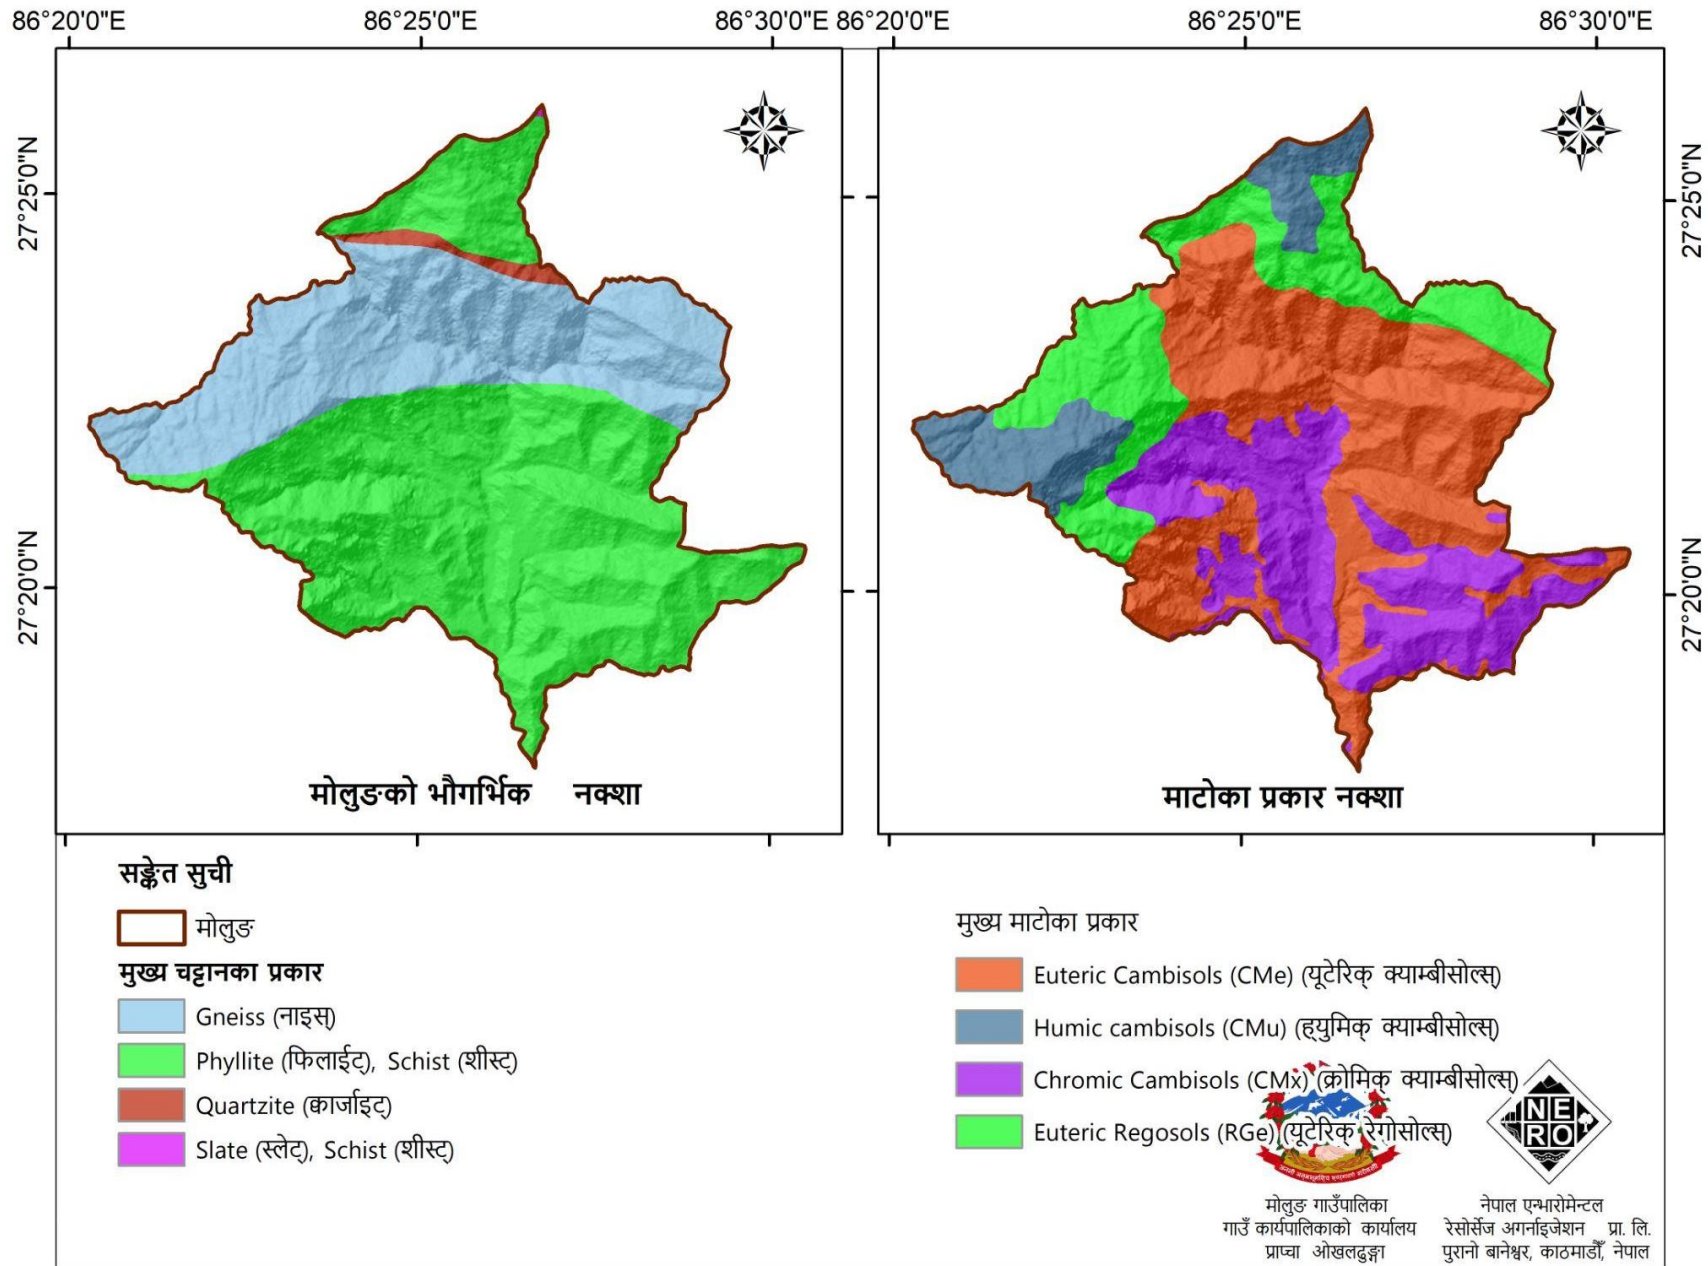 86°20'0"E 86°25'0"E 86°30'0"E 86°20'0"E 86°25'0"E 86°30'0"E
27°25'0"N
27°20'0"N
27°25'0"N
27°20'0"N
मोलुङको भौगर्भिक नक्शा
माटोका प्रकार नक्शा
सङ्केत सुची
मोलुङ
मुख्य चट्टानका प्रकार
Gneiss (नाइस्)
Phyllite (फिलाईट्), Schist (शीस्ट्)
Quartzite (क्वार्जाइट्)
Slate (स्लेट्), Schist (शीस्ट्)
मुख्य माटोका प्रकार
Euteric Cambisols (CMe) (यूटेरिक् क्याम्बीसोल्स्)
Humic cambisols (CMu) (ह्युमिक् क्याम्बीसोल्स्)
Chromic Cambisols (CMx) (क्रोमिक् क्याम्बीसोल्स्)
Euteric Regosols (RGe) (यूटेरिक् रेगोसोल्स्)
NE
RO
मोलुङ गाउँपालिका
गाउँ कार्यपालिकाको कार्यालय
प्राप्चा ओखलढुङ्गा
नेपाल एन्भारोमेन्टल
रेसोर्सेज अगर्नाइजेशन प्रा. लि.
पुरानो बानेश्वर, काठमाडौँ, नेपाल